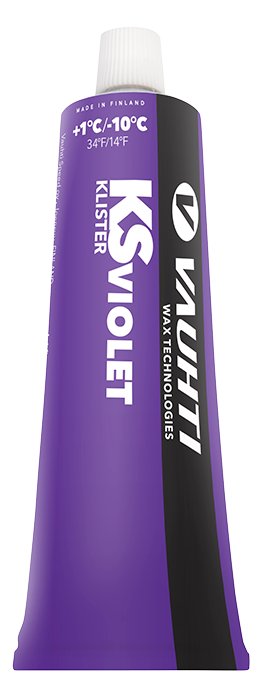 MADE IN FINLAND
+1°C/-10°C
34°F/14°F
KS VIOLET
KLISTER
VAUHTI
WAX TECHNOLOGIES